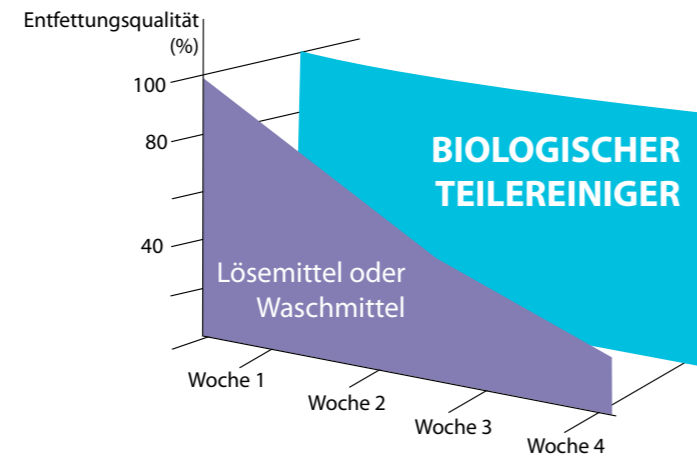 Entfettungsqualität
(%)
100
80
40
BIOLOGISCHER
TEILEREINIGER
Lösemittel oder
Waschmittel
Woche 1
Woche 2
Woche 3
Woche 4